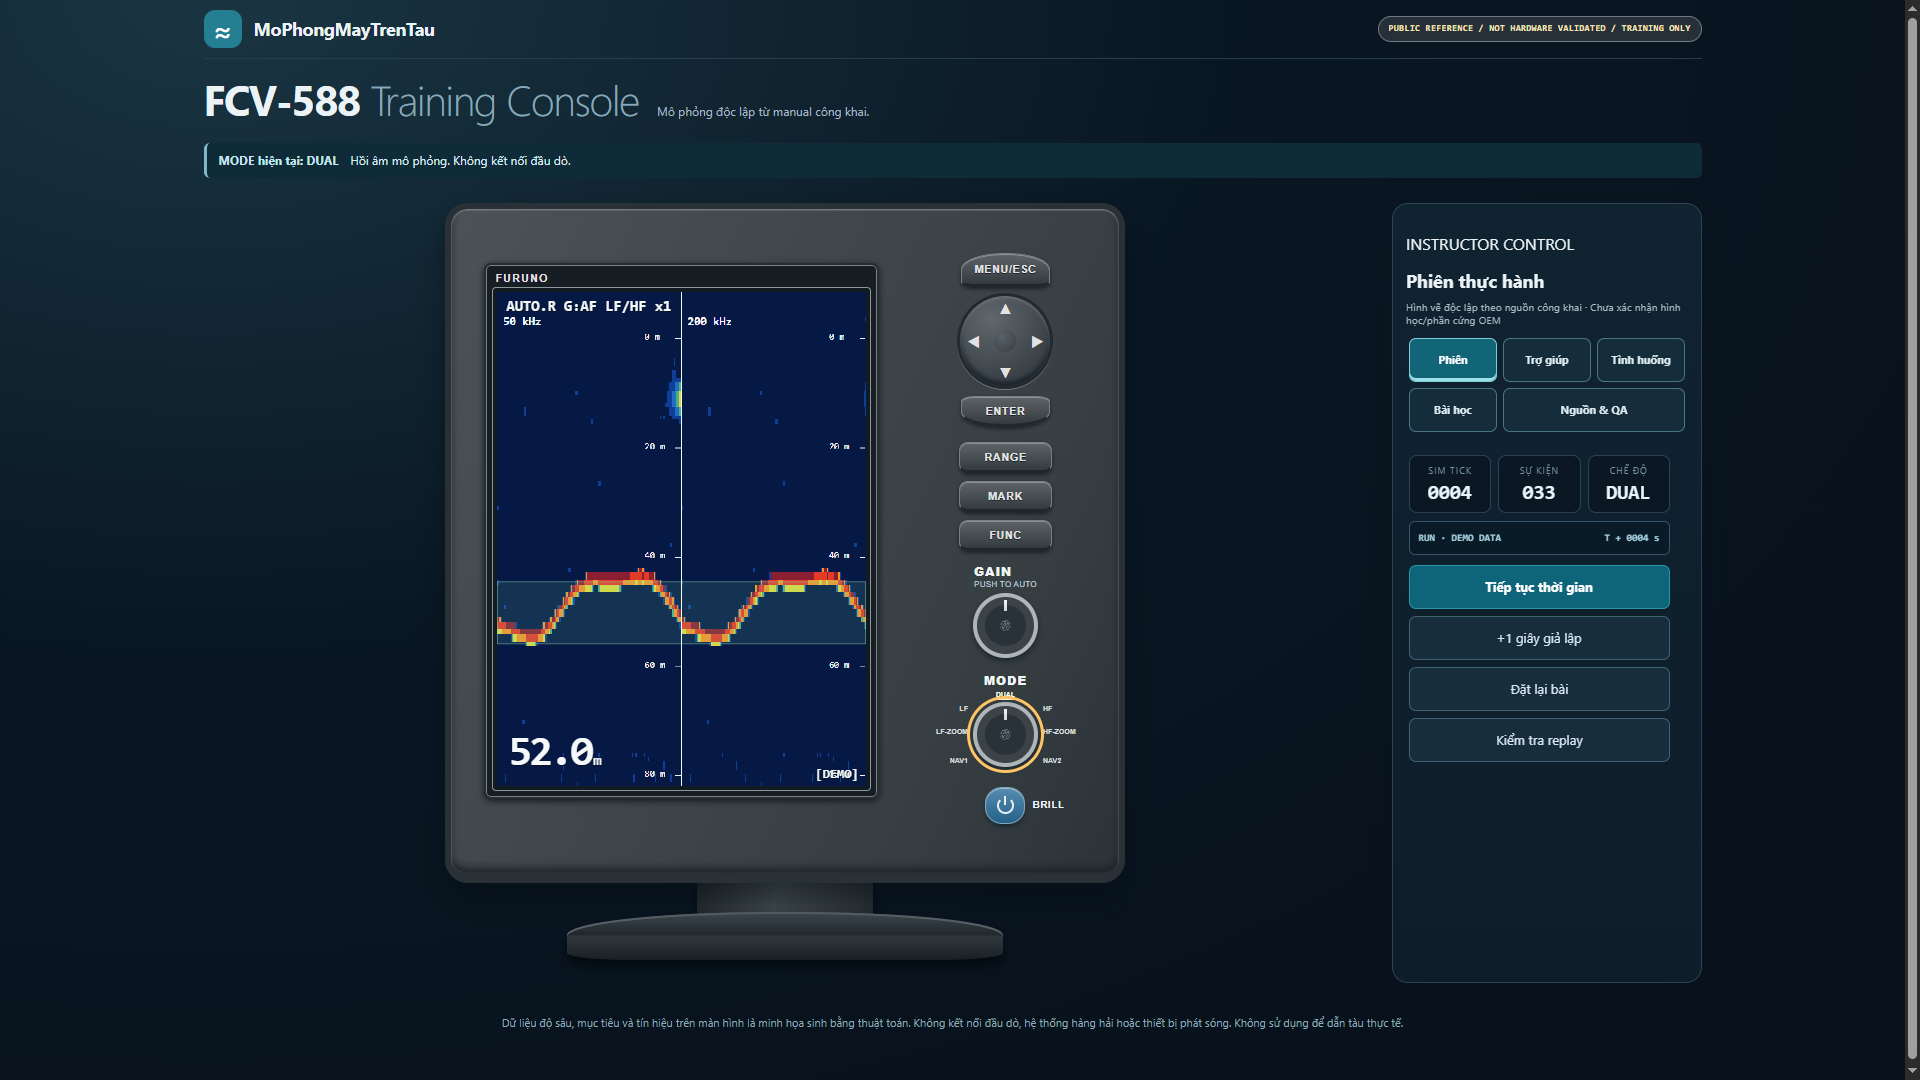 ≈ MoPhongMayTrenTau
PUBLIC REFERENCE / NOT HARDWARE VALIDATED / TRAINING ONLY
FCV-588 Training Console Mô phỏng độc lập từ manual công khai.
MODE hiện tại: DUAL Hồi âm mô phỏng. Không kết nối đầu dò.
FURUNO
AUTO.R G:AF LF/HF x1
50 kHz 200 kHz
0 m 0 m
20 m 20 m
40 m 40 m
60 m 60 m
52.0m
80 m [DEMO]
MENU/ESC
ENTER
RANGE
MARK
FUNC
GAIN
PUSH TO AUTO
MODE
DUAL
LF HF
LF-ZOOM HF-ZOOM
NAV1 NAV2
BRILL
INSTRUCTOR CONTROL
Phiên thực hành
Hình vẽ độc lập theo nguồn công khai · Chưa xác nhận hình
học/phần cứng OEM
Phiên Trợ giúp Tình huống
Bài học Nguồn & QA
SIM TICK SỰ KIỆN CHẾ ĐỘ
0004 033 DUAL
RUN · DEMO DATA T + 0004 s
Tiếp tục thời gian
+1 giây giả lập
Đặt lại bài
Kiểm tra replay
Dữ liệu độ sâu, mục tiêu và tín hiệu trên màn hình là minh họa sinh bằng thuật toán. Không kết nối đầu dò, hệ thống hàng hải hoặc thiết bị phát sóng. Không sử dụng để dẫn tàu thực tế.